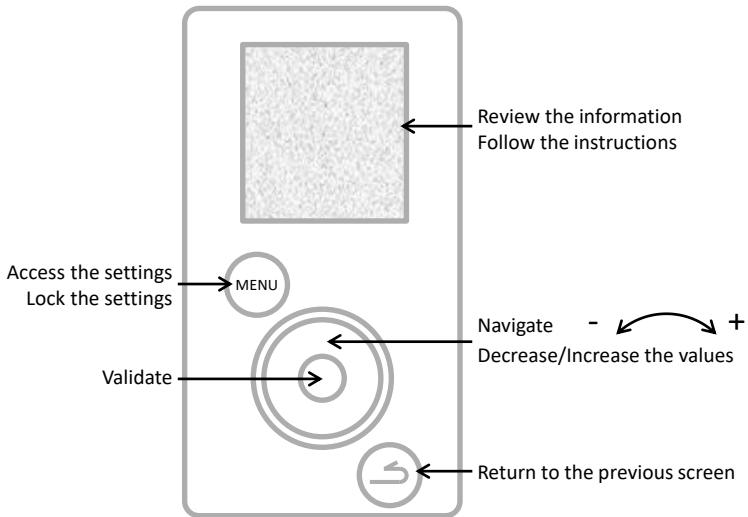 Review the information
Follow the instructions
Access the settings
Lock the settings
MENU
Navigate - +
Decrease/Increase the values
Validate
Return to the previous screen